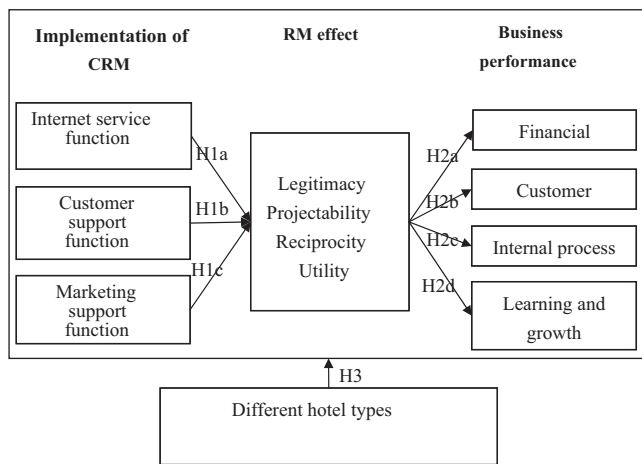 Implementation of
CRM
RM effect
Business
performance
Internet service
function
Customer
support
function
Marketing
support
function
H1a
H1b
H1c
Legitimacy
Projectability
Reciprocity
Utility
H2a
H2b
H2c
H2d
Financial
Customer
Internal process
Learning and
growth
H3
Different hotel types